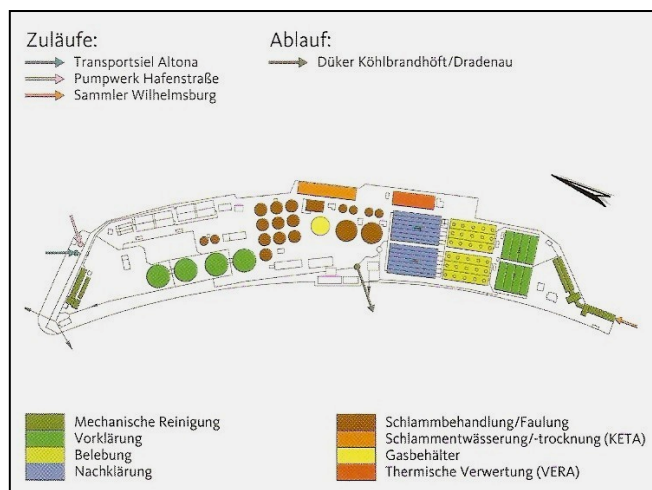 Zuläufe:
Transportsiel Altona
Pumpwerk Hafenstraße
Sammler Wilhelmsburg
Ablauf:
Düker Köhlbrandhöft/Dradenau
Mechanische Reinigung
Vorklärung
Belebung
Nachklärung
Schlammbehandlung/Faulung
Schlammentwässerung/-trocknung (KETA)
Gasbehälter
Thermische Verwertung (VERA)